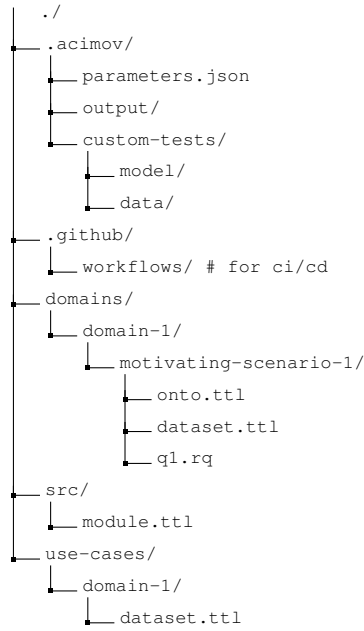 ./
.acimov/
parameters.json
output/
custom-tests/
model/
data/
.github/
workflows/ # for ci/cd
domains/
domain-1/
motivating-scenario-1/
onto.ttl
dataset.ttl
q1.rq
src/
module.ttl
use-cases/
domain-1/
dataset.ttl